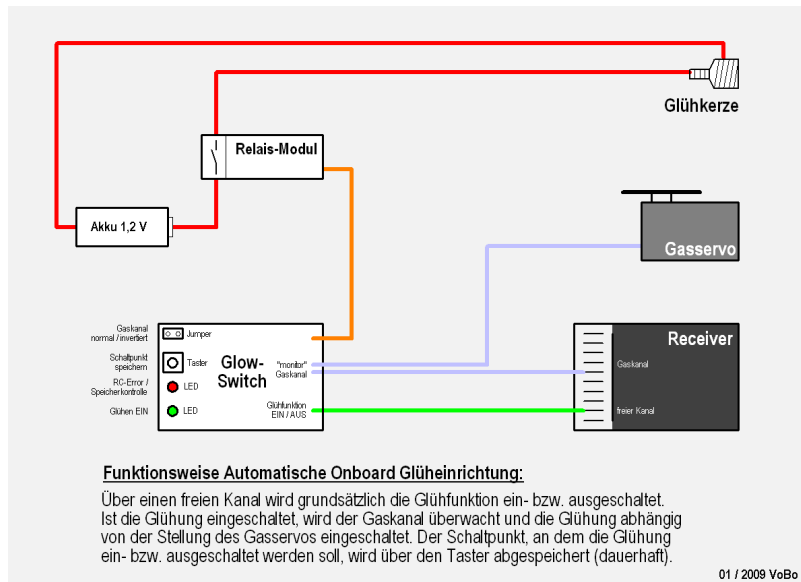 Glühkerze
Relais-Modul
Akku 1,2 V
Gasservo
Gaskanal
normal / invertiert
Jumper
Schaltpunkt
speichern
Taster
RC-Error /
Speicherkontrolle
LED
Glühen EIN
LED
Glow-
Switch
"monitor"
Gaskanal
Glühfunktion
EIN / AUS
Receiver
Gaskanal
freier Kanal
Funktionsweise Automatische Onboard Glüheinrichtung:
Über einen freien Kanal wird grundsätzlich die Glühfunktion ein- bzw. ausgeschaltet.
Ist die Glühung eingeschaltet, wird der Gaskanal überwacht und die Glühung abhängig
von der Stellung des Gasservos eingeschaltet. Der Schaltpunkt, an dem die Glühung
ein- bzw. ausgeschaltet werden soll, wird über den Taster abgespeichert (dauerhaft).
01 / 2009 VoBo